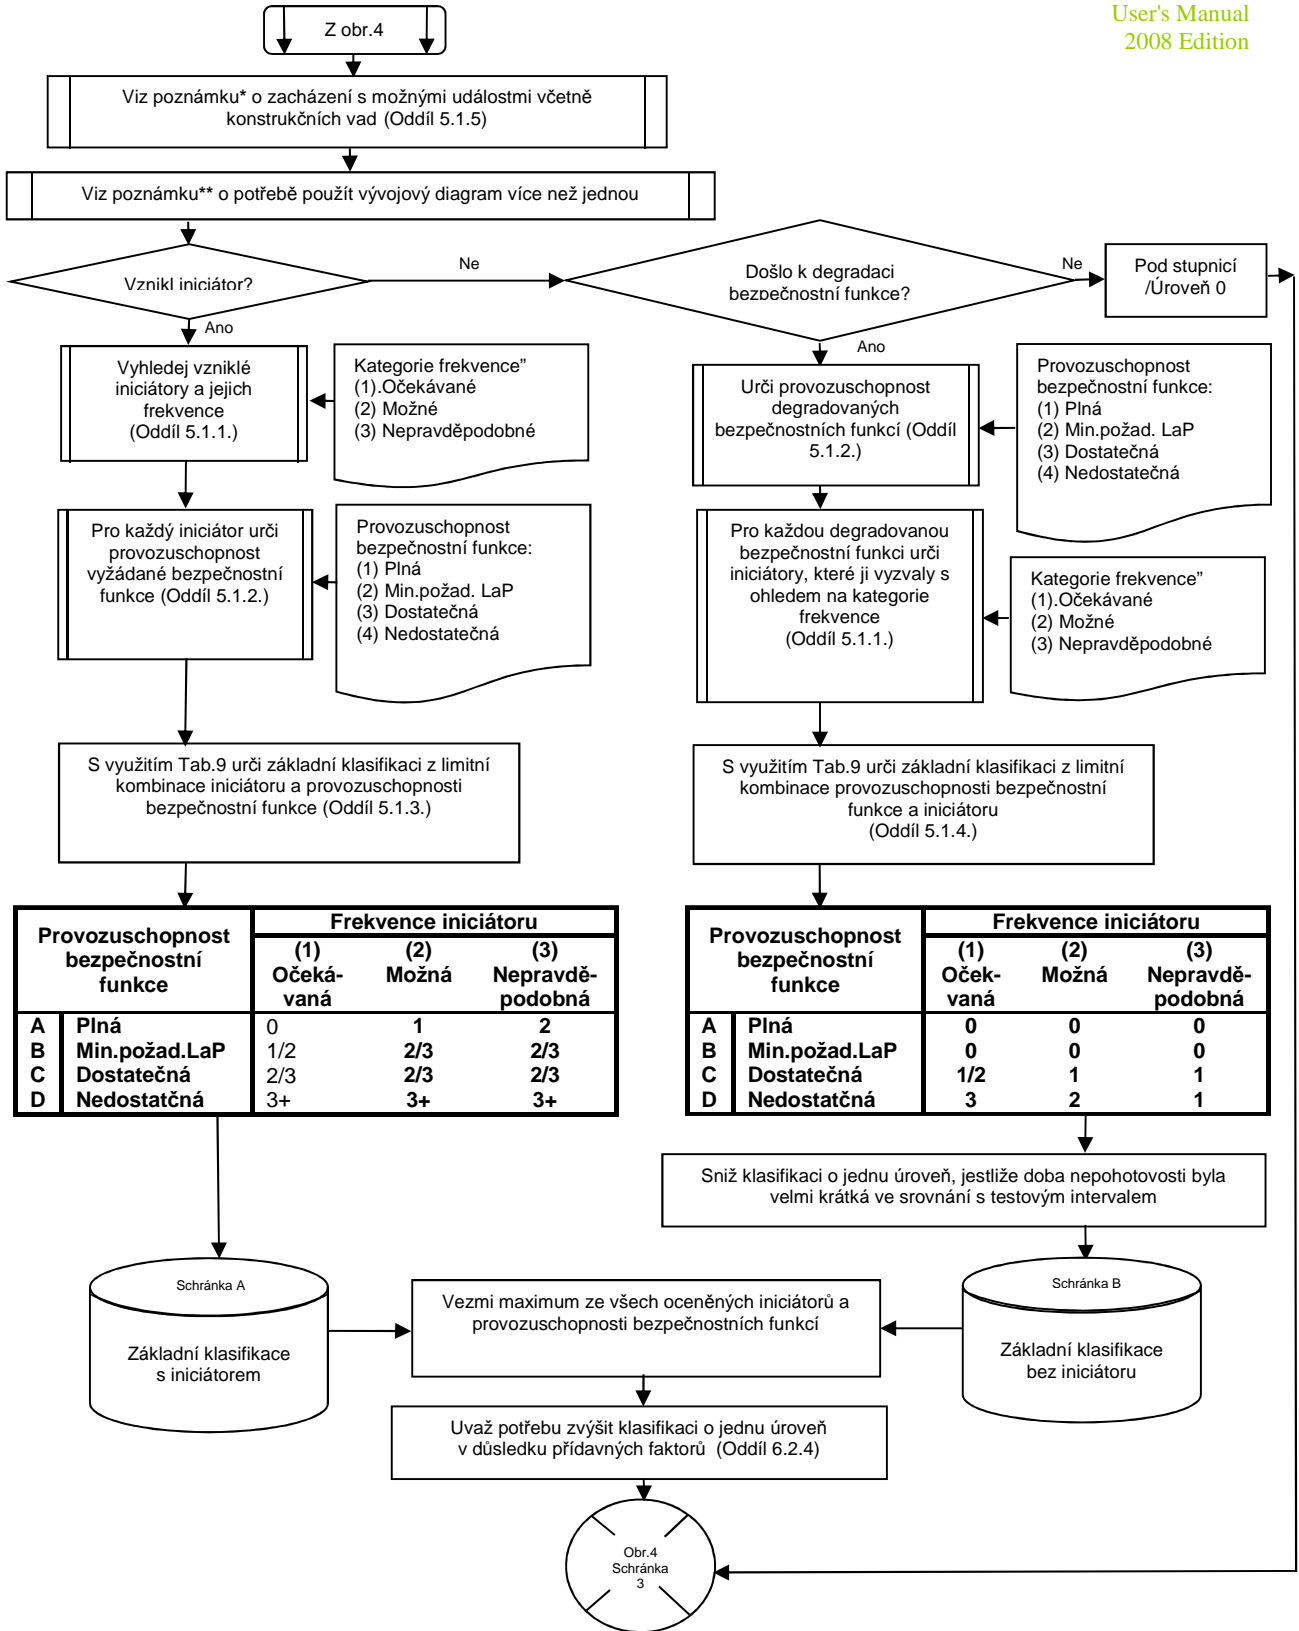 User's Manual
2008 Edition
Z obr.4
Viz poznámku* o zacházení s možnými událostmi včetně
konstrukčních vad (Oddíl 5.1.5)
Viz poznámku** o potřebě použít vývojový diagram více než jednou
Vznikl iniciátor?
Ne
Došlo k degradaci
bezpečnostní funkce?
Ne
Pod stupnicí
/Úroveň 0
Ano
Ano
Vyhledej vzniklé
iniciátory a jejich
frekvence
(Oddíl 5.1.1.)
Kategorie frekvence”
(1).Očekávané
(2) Možné
(3) Nepravděpodobné
Urči provozuschopnost
degradovaných
bezpečnostních funkcí (Oddíl
5.1.2.)
Provozuschopnost
bezpečnostní funkce:
(1) Plná
(2) Min.požad. LaP
(3) Dostatečná
(4) Nedostatečná
Pro každý iniciátor urči
provozuschopnost
vyžádané bezpečnostní
funkce (Oddíl 5.1.2.)
Provozuschopnost
bezpečnostní funkce:
(1) Plná
(2) Min.požad. LaP
(3) Dostatečná
(4) Nedostatečná
Pro každou degradovanou
bezpečnostní funkci urči
iniciátory, které ji vyzvaly s
ohledem na kategorie
frekvence
(Oddíl 5.1.1.)
Kategorie frekvence”
(1).Očekávané
(2) Možné
(3) Nepravděpodobné
S využitím Tab.9 urči základní klasifikaci z limitní
kombinace iniciátoru a provozuschopnosti
bezpečnostní funkce (Oddíl 5.1.3.)
S využitím Tab.9 urči základní klasifikaci z limitní
kombinace provozuschopnosti bezpečnostní
funkce a iniciátoru
(Oddíl 5.1.4.)
Provozuschopnost
bezpečnostní
funkce
Frekvence iniciátoru
(1) (2) (3)
Očeká- Možná Nepravdě-
vaná podobná
A Plná 0 1 2
B Min.požad.LaP 1/2 2/3 2/3
C Dostatečná 2/3 2/3 2/3
D Nedostatčná 3+ 3+ 3+
Provozuschopnost
bezpečnostní
funkce
Frekvence iniciátoru
(1) (2) (3)
Oček- Možná Nepravdě-
vaná podobná
A Plná 0 0 0
B Min.požad.LaP 0 0 0
C Dostatečná 1/2 1 1
D Nedostatčná 3 2 1
Sniž klasifikaci o jednu úroveň, jestliže doba nepohotovosti byla
velmi krátká ve srovnání s testovým intervalem
Schránka A
Základní klasifikace
s iniciátorem
Vezmi maximum ze všech oceněných iniciátorů a
provozuschopnosti bezpečnostních funkcí
Schránka B
Základní klasifikace
bez iniciátoru
Uvaž potřebu zvýšit klasifikaci o jednu úroveň
v důsledku přídavných faktorů (Oddíl 6.2.4)
Obr.4
Schránka
3